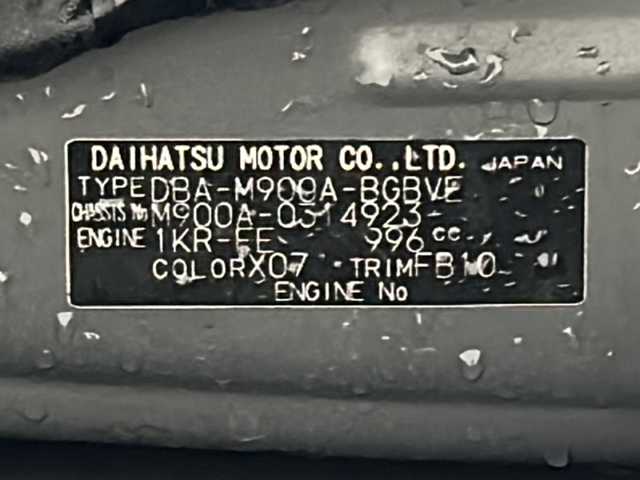 DAIHATSU MOTOR CO.,LTD. JAPAN
TYPE DBA-M900A-BGBVE
CHASSIS No M900A-0314923
ENGINE 1KR-FE 996 cc
COLOR X07 TRIM FB10
ENGINE No